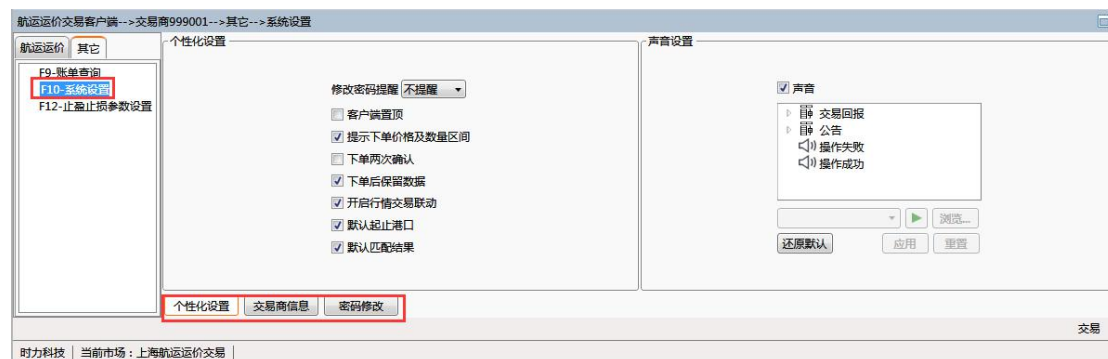 航运运价交易客户端-->交易商999001-->其它-->系统设置
航运运价 其它
F9-账单查询
F10-系统设置
F12-止盈止损参数设置
个性化设置
修改密码提醒 不提醒
客户端置顶
提示下单价格及数量区间
下单两次确认
下单后保留数据
开启行情交易联动
默认起止港口
默认匹配结果
声音设置
声音
交易回报
公告
操作失败
操作成功
浏览...
还原默认 应用 重置
个性化设置 交易商信息 密码修改
交易
时力科技 当前市场：上海航运运价交易